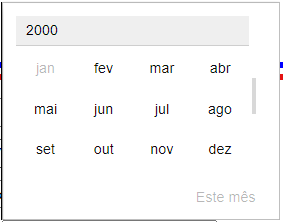 2000
jan fev mar abr
mai jun jul ago
set out nov dez
Este mês